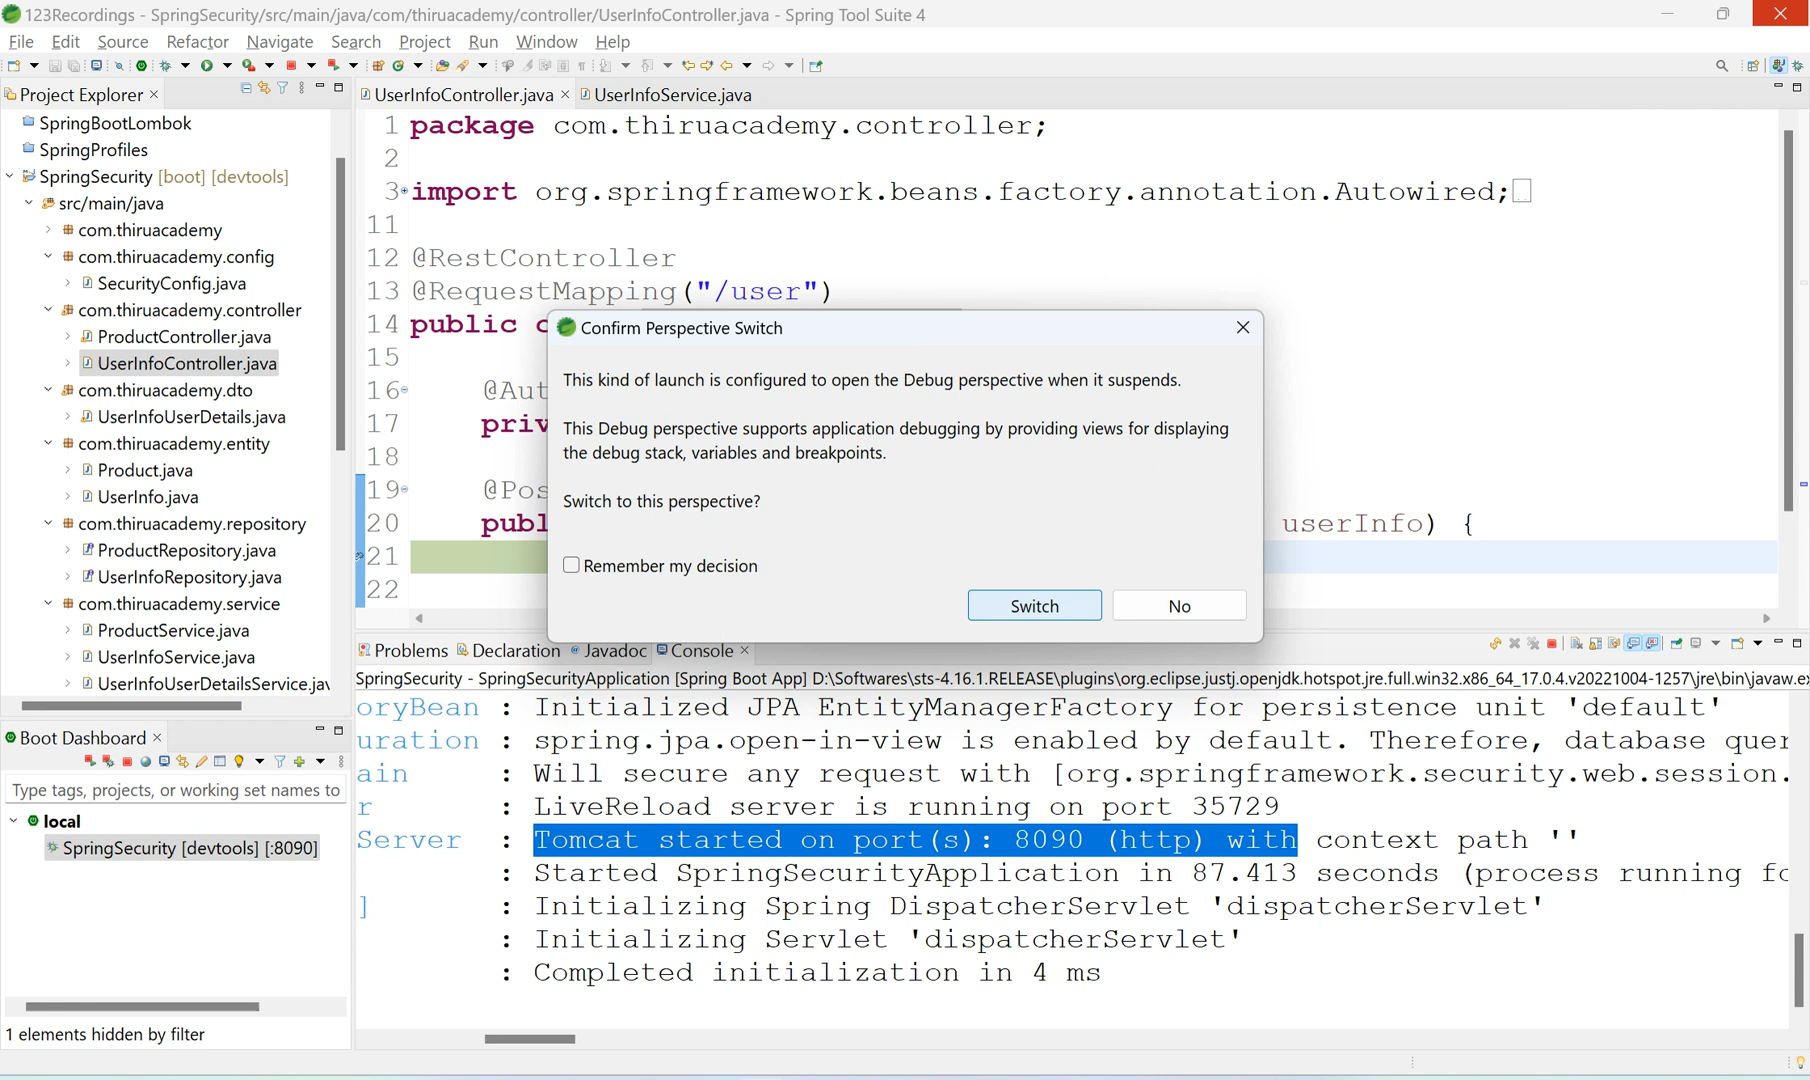 123Recordings - SpringSecurity/src/main/java/com/thiruacademy/controller/UserInfoController.java - Spring Tool Suite 4
File Edit Source Refactor Navigate Search Project Run Window Help
Project Explorer
SpringBootLombok
SpringProfiles
SpringSecurity [boot] [devtools]
src/main/java
com.thiruacademy
com.thiruacademy.config
SecurityConfig.java
com.thiruacademy.controller
ProductController.java
UserInfoController.java
com.thiruacademy.dto
UserInfoUserDetails.java
com.thiruacademy.entity
Product.java
UserInfo.java
com.thiruacademy.repository
ProductRepository.java
UserInfoRepository.java
com.thiruacademy.service
ProductService.java
UserInfoService.java
UserInfoUserDetailsService.jav
Boot Dashboard
Type tags, projects, or working set names to
local
SpringSecurity [devtools] [:8090]
1 elements hidden by filter
UserInfoController.java UserInfoService.java
1 package com.thiruacademy.controller;
2
3 import org.springframework.beans.factory.annotation.Autowired;
11
12 @RestController
13 @RequestMapping("/user")
14 public c
15
16 @Aut
17 priv
18
19 @Pos
20 publ userInfo) {
21
22
Confirm Perspective Switch
This kind of launch is configured to open the Debug perspective when it suspends.
This Debug perspective supports application debugging by providing views for displaying
the debug stack, variables and breakpoints.
Switch to this perspective?
Remember my decision
Switch No
Problems Declaration Javadoc Console
SpringSecurity - SpringSecurityApplication [Spring Boot App] D:\Softwares\sts-4.16.1.RELEASE\plugins\org.eclipse.justj.openjdk.hotspot.jre.full.win32.x86_64_17.0.4.v20221004-1257\jre\bin\javaw.ex
oryBean : Initialized JPA EntityManagerFactory for persistence unit 'default'
uration : spring.jpa.open-in-view is enabled by default. Therefore, database quer
ain : Will secure any request with [org.springframework.security.web.session.
r : LiveReload server is running on port 35729
Server : Tomcat started on port(s): 8090 (http) with context path ''
: Started SpringSecurityApplication in 87.413 seconds (process running fo
] : Initializing Spring DispatcherServlet 'dispatcherServlet'
: Initializing Servlet 'dispatcherServlet'
: Completed initialization in 4 ms